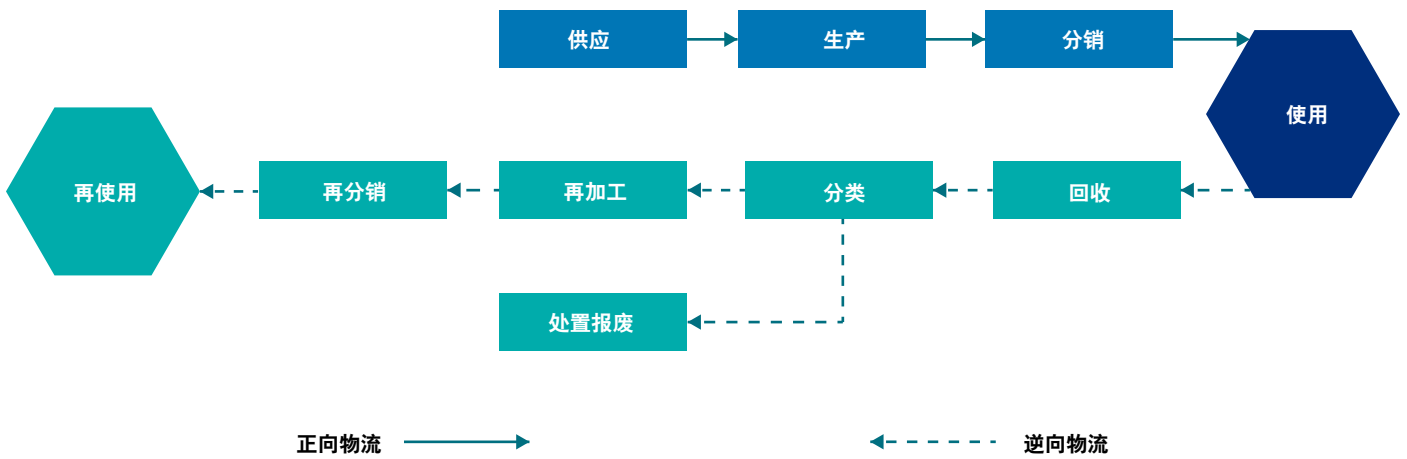 供应
生产
分销
使用
再使用
再分销
再加工
分类
回收
处置报废
正向物流
逆向物流